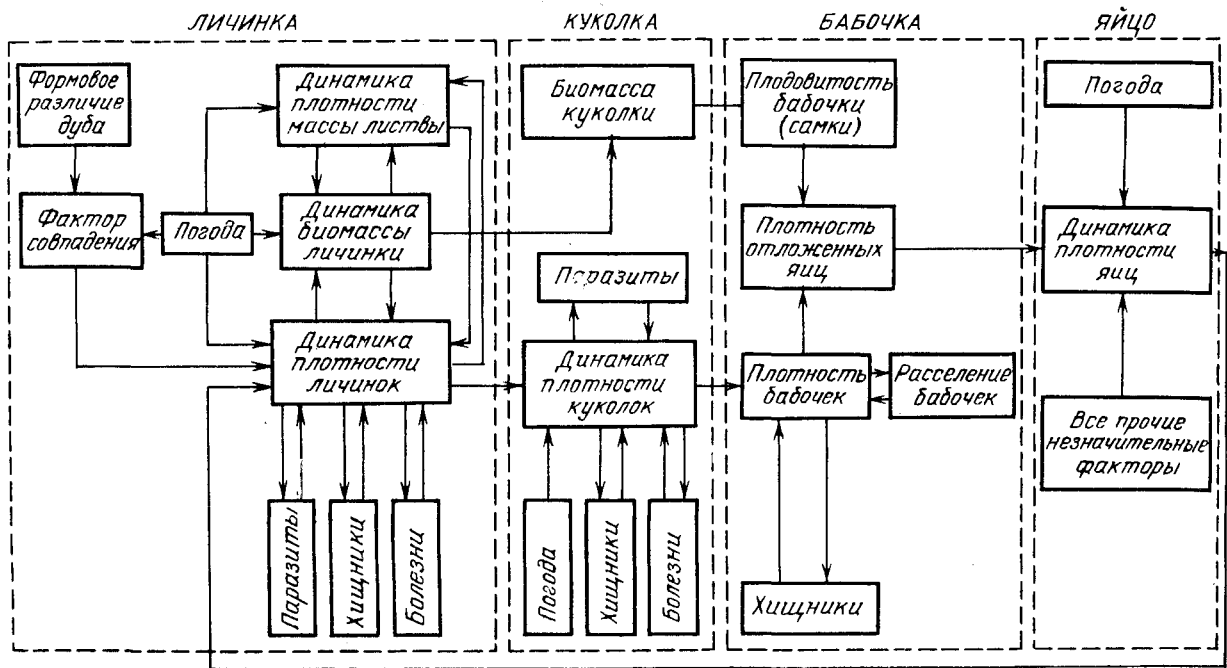 ЛИЧИНКА
Формовое
различие
дуба
Динамика
плотности
массы листвы
Фактор
совпадения
Погода
Динамика
биомассы
личинки
Динамика
плотности
личинок
Паразиты
Хищники
Болезни
КУКОЛКА
Биомасса
куколки
Паразиты
Динамика
плотности
куколок
Погода
Хищники
Болезни
БАБОЧКА
Плодовитость
бабочки
(самки)
Плотность
отложенных
яиц
Плотность
бабочек
Расселение
бабочек
Хищники
ЯЙЦО
Погода
Динамика
плотности
яиц
Все прочие
незначительные
факторы